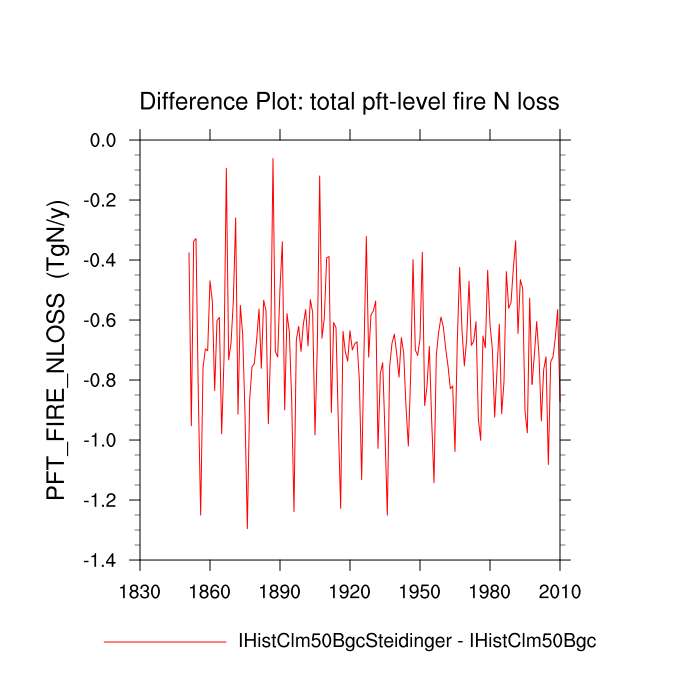 Difference Plot: total pft-level fire N loss
PFT_FIRE_NLOSS (TgN/y)
0.0
-0.2
-0.4
-0.6
-0.8
-1.0
-1.2
-1.4
1830 1860 1890 1920 1950 1980 2010
IHistClm50BgcSteidinger - IHistClm50Bgc